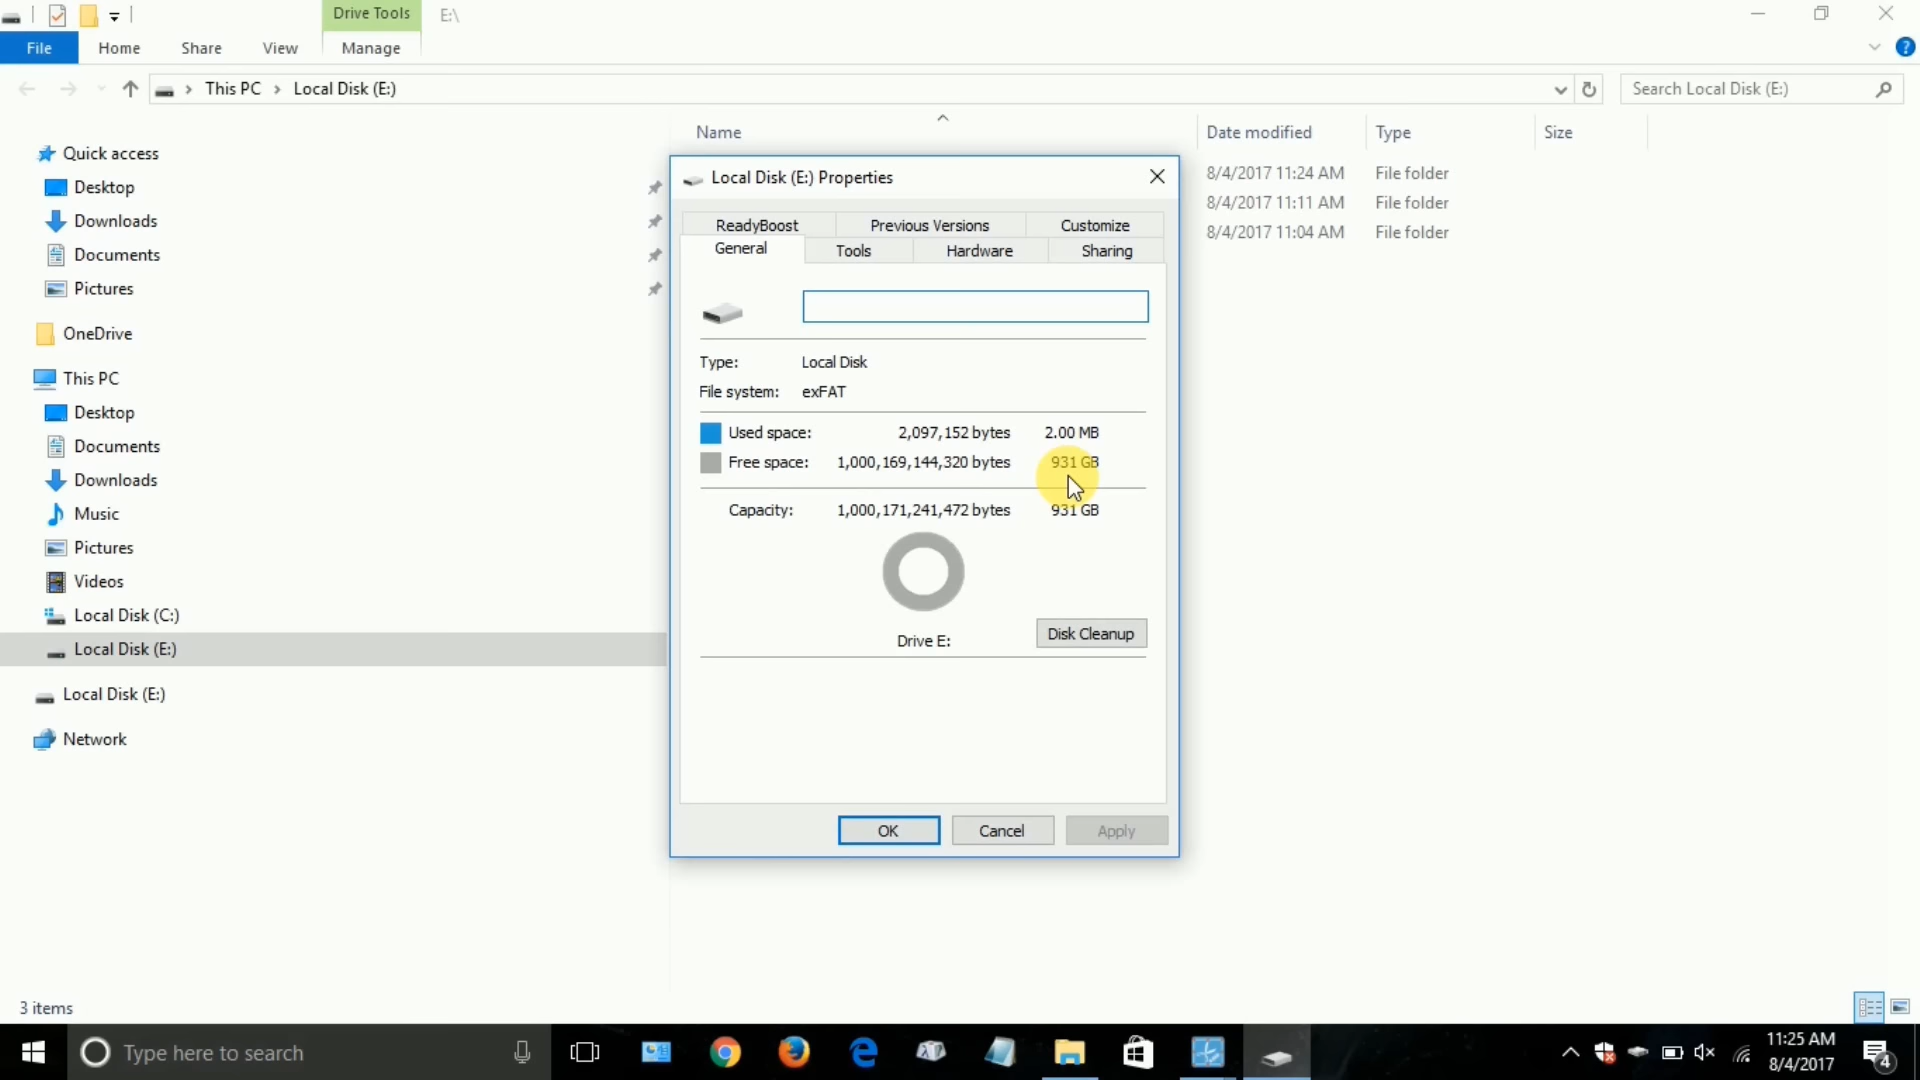 Drive Tools
E:\
File
Home
Share
View
Manage
This PC
Local Disk (E:)
Search Local Disk (E:)
Name
Date modified
Type
Size
Quick access
Desktop
Downloads
Documents
Pictures
OneDrive
This PC
Desktop
Documents
Downloads
Music
Pictures
Videos
Local Disk (C:)
Local Disk (E:)
Local Disk (E:)
Network
8/4/2017 11:24 AM File folder
8/4/2017 11:11 AM File folder
8/4/2017 11:04 AM File folder
Local Disk (E:) Properties
ReadyBoost Previous Versions Customize
General Tools Hardware Sharing
Type: Local Disk
File system: exFAT
Used space: 2,097,152 bytes 2.00 MB
Free space: 1,000,169,144,320 bytes 931 GB
Capacity: 1,000,171,241,472 bytes 931 GB
Drive E:
Disk Cleanup
OK
Cancel
Apply
3 items
Type here to search
11:25 AM
8/4/2017
4